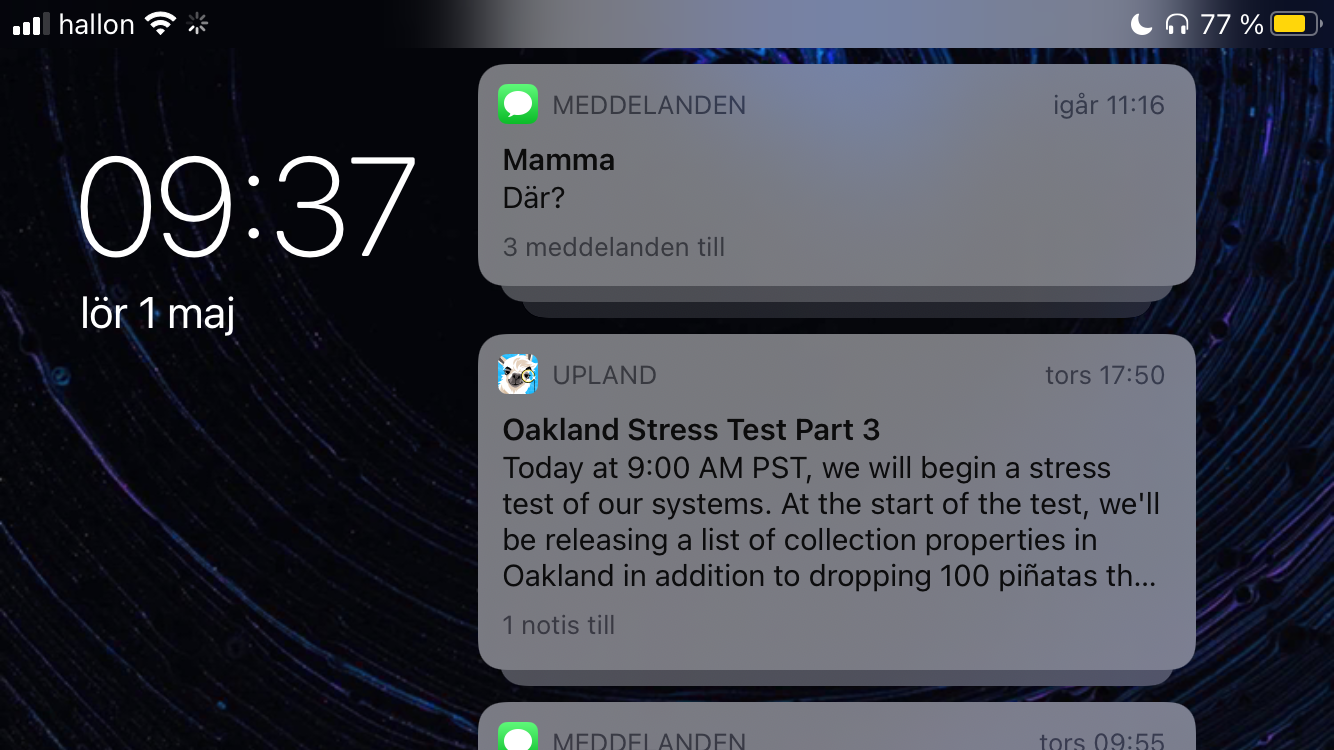 hallon 77 %
09:37
lör 1 maj
MEDDELANDEN igår 11:16
Mamma
Där?
3 meddelanden till
UPLAND tors 17:50
Oakland Stress Test Part 3
Today at 9:00 AM PST, we will begin a stress
test of our systems. At the start of the test, we'll
be releasing a list of collection properties in
Oakland in addition to dropping 100 piñatas th...
1 notis till
MEDDELANDEN tors 09:55